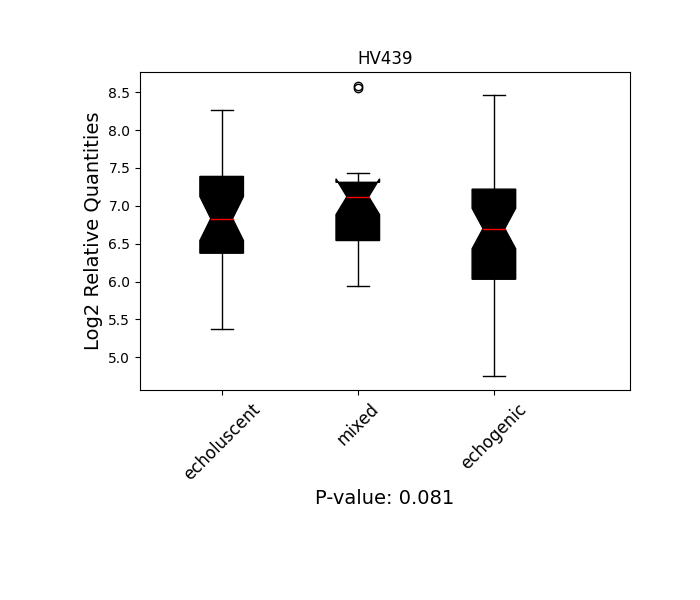 HV439
Log2 Relative Quantities
8.5
8.0
7.5
7.0
6.5
6.0
5.5
5.0
echoluscent
mixed
echogenic
P-value: 0.081